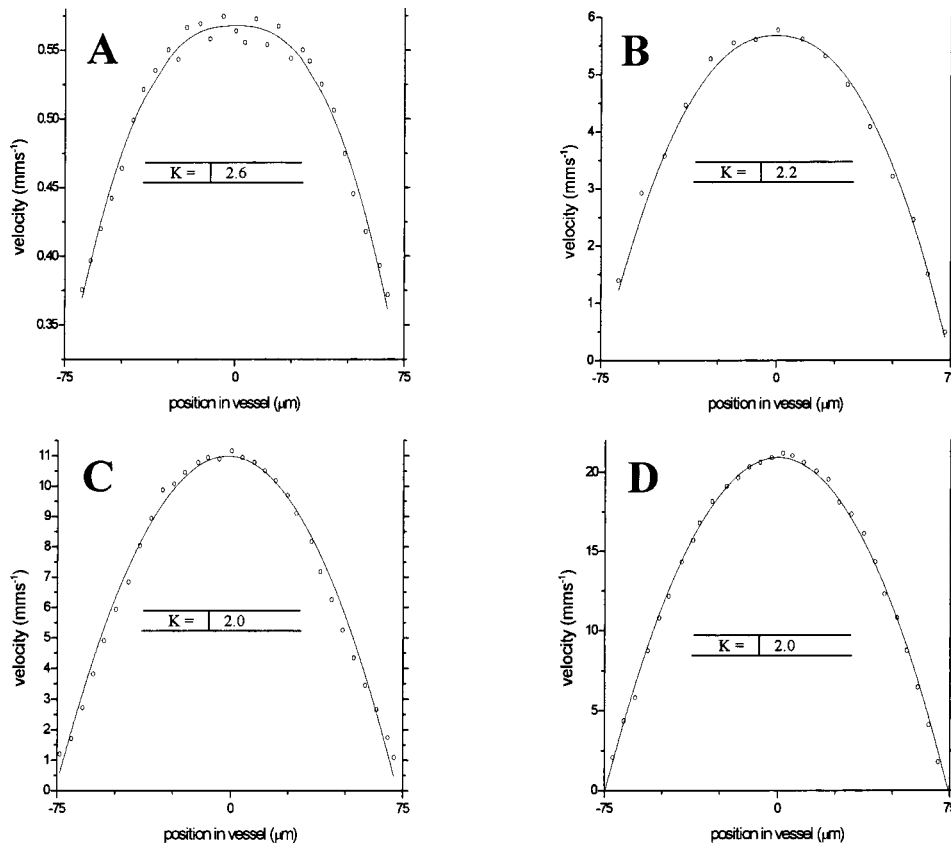 A
0.55
0.50
0.45
0.40
0.35
velocity (mms⁻¹)
K = 2.6
-75 0 75
position in vessel (μm)
B
6
5
4
3
2
1
0
velocity (mms⁻¹)
K = 2.2
-75 0 7
position in vessel (μm)
C
11
10
9
8
7
6
5
4
3
2
1
0
velocity (mms⁻¹)
K = 2.0
-75 0 75
position in vessel (μm)
D
20
15
10
5
0
velocity (mms⁻¹)
K = 2.0
-75 0 75
position in vessel (μm)